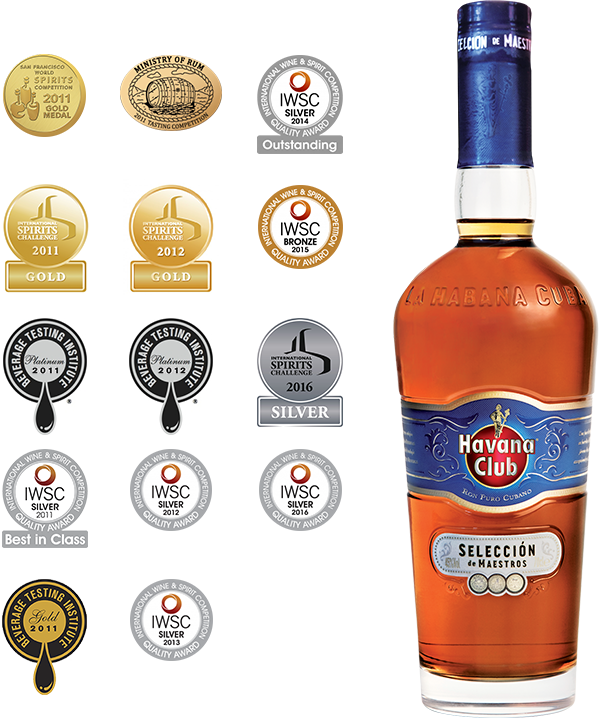 SAN FRANCISCO
WORLD
SPIRITS
COMPETITION
2011
GOLD
MEDAL
MINISTRY OF RUM
2011 TASTING COMPETITION
INTERNATIONAL WINE & SPIRIT COMPETITION
IWSC
SILVER
2014
QUALITY AWARD
Outstanding
INTERNATIONAL
SPIRITS
CHALLENGE
2011
GOLD
INTERNATIONAL
SPIRITS
CHALLENGE
2012
GOLD
INTERNATIONAL WINE & SPIRIT COMPETITION
IWSC
BRONZE
2015
QUALITY AWARD
BEVERAGE TESTING INSTITUTE
Platinum
2011
®
BEVERAGE TESTING INSTITUTE
Platinum
2012
®
INTERNATIONAL
SPIRITS
CHALLENGE
2016
SILVER
INTERNATIONAL WINE & SPIRIT COMPETITION
IWSC
SILVER
2011
QUALITY AWARD
Best in Class
INTERNATIONAL WINE & SPIRIT COMPETITION
IWSC
SILVER
2012
QUALITY AWARD
INTERNATIONAL WINE & SPIRIT COMPETITION
IWSC
SILVER
2016
QUALITY AWARD
BEVERAGE TESTING INSTITUTE
Gold
2011
INTERNATIONAL WINE & SPIRIT COMPETITION
IWSC
SILVER
2013
QUALITY AWARD
ELECCIÓN DE MAESTROS
LA HABANA CUBA
Havana
Club
RON PURO CUBANO
SELECCIÓN
de MAESTROS